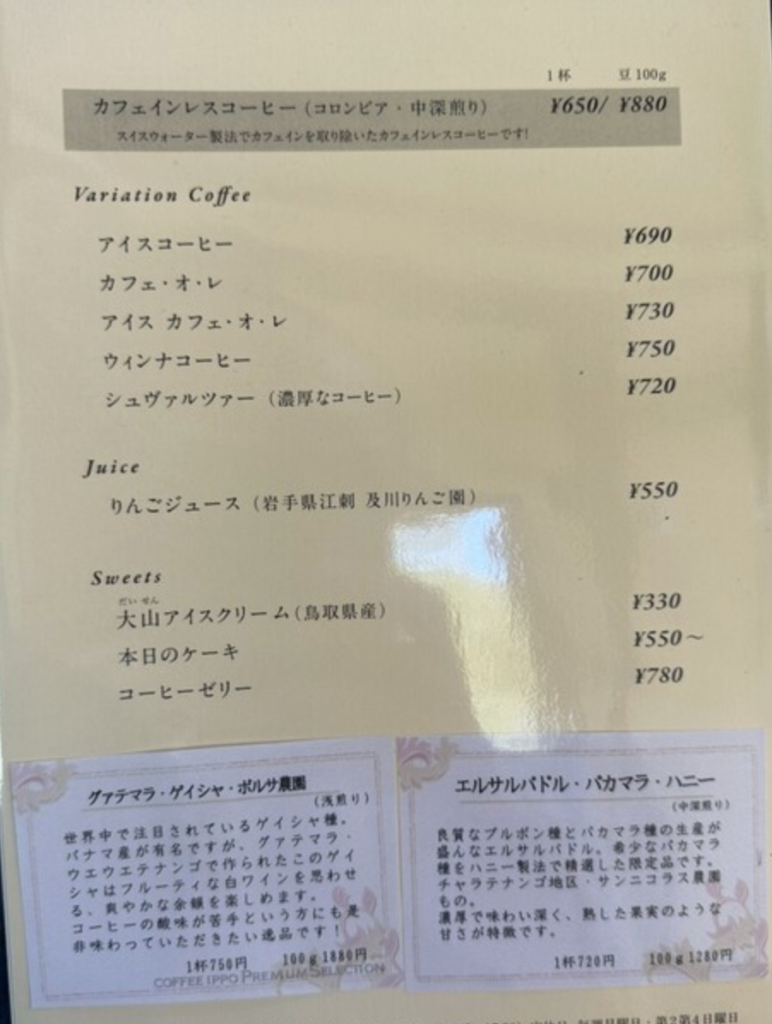 1杯 豆100g
カフェインレスコーヒー(コロンビア・中深煎り) ¥650/ ¥880
スイスウォーター製法でカフェインを取り除いたカフェインレスコーヒーです!
Variation Coffee
アイスコーヒー ¥690
カフェ・オ・レ ¥700
アイス カフェ・オ・レ ¥730
ウィンナコーヒー ¥750
シュヴァルツァー(濃厚なコーヒー) ¥720
Juice
りんごジュース(岩手県江刺 及川りんご園) ¥550
Sweets
だいせん
大山アイスクリーム(鳥取県産) ¥330
本日のケーキ ¥550〜
コーヒーゼリー ¥780
グァテマラ・ゲイシャ・ボルサ農園
(浅煎り)
世界中で注目されているゲイシャ種。
パナマ産が有名ですが、グァテマラ・
ウエウエテナンゴで作られたこのゲイ
シャはフルーティな白ワインを思わせ
る、爽やかな余韻を楽しめます。
コーヒーの酸味が苦手という方にも是
非味わっていただきたい逸品です!
1杯750円 100g1880円
COFFEE IPPO PREMIUM SELECTION
エルサルバドル・パカマラ・ハニー
(中深煎り)
良質なブルボン種とパカマラ種の生産が
盛んなエルサルバドル。希少なパカマラ
種をハニー製法で精選した限定品です。
チャラテナンゴ地区・サンニコラス農園
もの。
濃厚で味わい深く、熟した果実のような
甘さが特徴です。
1杯720円 100g1280円
第2第4日曜日